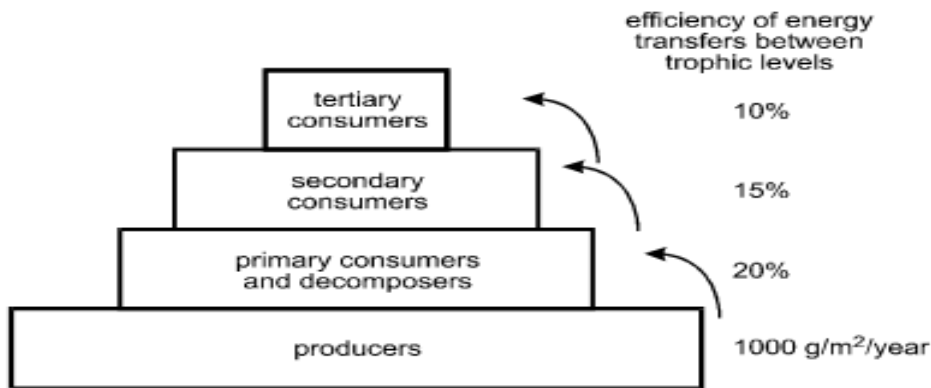 efficiency of energy
transfers between
trophic levels
tertiary
consumers
10%
secondary
consumers
15%
primary consumers
and decomposers
20%
producers
1000 g/m²/year